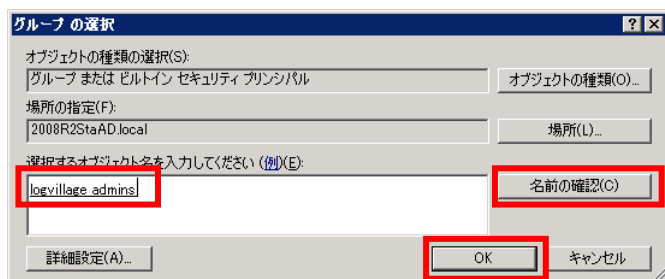 グループ の選択
オブジェクトの種類の選択(S):
グループ または ビルトイン セキュリティ プリンシパル
オブジェクトの種類(O)...
場所の指定(F):
2008R2StaAD.local
場所(L)...
選択するオブジェクト名を入力してください (例)(E):
logvillage admins
名前の確認(C)
詳細設定(A)...
OK
キャンセル